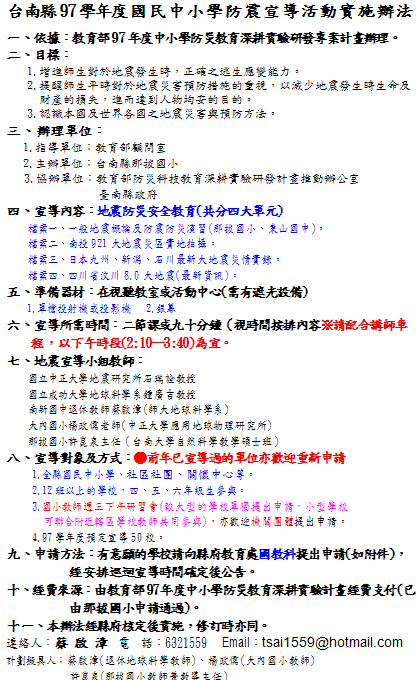 台南縣97學年度國民中小學防震宣導活動實施辦法
一、依據：教育部97年度中小學防災教育深耕實驗研發專案計畫辦理。
二、目標：
1.增進師生對於地震發生時，正確之逃生應變能力。
2.提醒師生平時對於地震災害預防措施的重視，以減少地震發生時生命及
財產的損失，進而達到人物均安的目的。
3.認識本國及世界各國之地震災害與預防方法。
三、辦理單位：
1.指導單位：教育部顧問室
2.主辦單位：台南縣那拔國小
3.協辦單位：教育部防災科技教育深耕實驗研發計畫推動辦公室
臺南縣政府
四、宣導內容：地震防災安全教育(共分四大單元)
檔案一、一般地震概論及防震防災演習(那拔國小、東山國中)。
檔案二、南投921大地震災區實地拍攝。
檔案三、日本九州、新潟、石川最新大地震災情實錄。
檔案四、四川省汶川8.0大地震(最新資訊)。
五、準備器材：在視聽教室或活動中心(需有遮光設備)
1.單槍投射機或投影機 2.銀幕
六、宣導所需時間：二節課或九十分鐘（視時間按排內容※請配合講師車
程，以下午時段(2:10—3:40)為宜。
七、地震宣導小組教師：
國立中正大學地震研究所石瑞銓教授
國立成功大學地球科學系鍾廣吉教授
南新國中退休教師蔡啟漳(師大地球科學系)
大內國小楊政儒老師(中正大學應用地球物理研究所)
那拔國小許崑泉主任（台南大學自然科學教學碩士班）
八、宣導對象及方式：●前年已宣導過的單位亦歡迎重新申請
1.全縣國民中小學、社區社團、關懷中心等。
2.12班以上的學校，四、五、六年級生參與。
3.國小教師週三下午研習會(較大型的學校單獨提出申請，小型學校
可聯合附近轄區學校教師共同參與)，亦歡迎機關團體提出申請。
4.97學年度預定宣導50校。
九、申請方法：有意願的學校請向縣府教育處國教科提出申請(如附件)，
經安排巡迴宣導時間確定後公告。
十、經費來源：由教育部97年度中小學防災教育深耕實驗計畫經費支付(已
由那拔國小申請通過)。
十一、本辦法經縣府核定後實施，修訂時亦同。
連絡人：蔡啟漳 電 話：6321559 Email：tsai1559@hotmail.com
計劃擬具人：蔡啟漳(退休地球科學教師)、楊政儒(大內國小教師)
許崑泉(那拔國小教師兼教導主任)